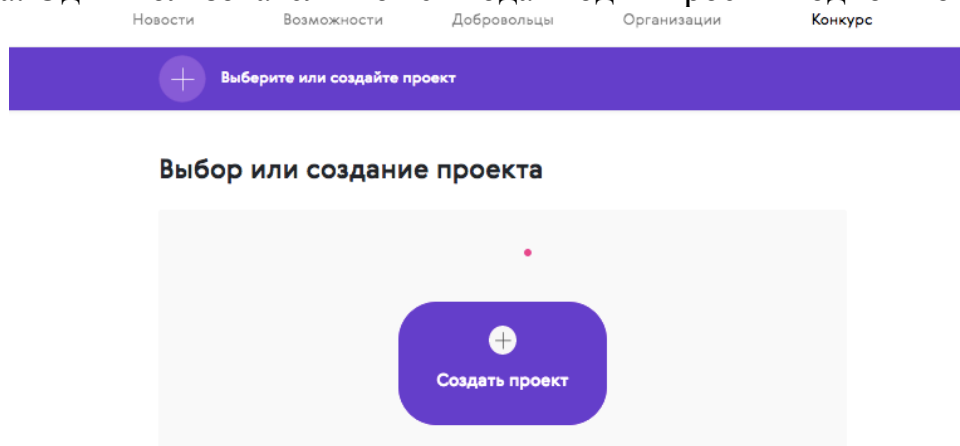 Новости Возможности Добровольцы Организации Конкурс
Выберите или создайте проект
Выбор или создание проекта
Создать проект